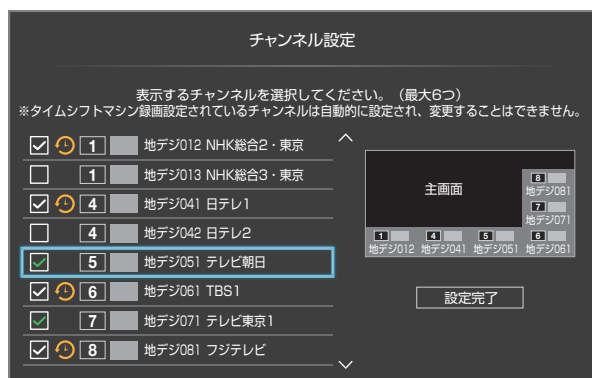 チャンネル設定
表示するチャンネルを選択してください。（最大6つ）
※タイムシフトマシン録画設定されているチャンネルは自動的に設定され、変更することはできません。
1 地デジ012 NHK総合2・東京
1 地デジ013 NHK総合3・東京
4 地デジ041 日テレ1
4 地デジ042 日テレ2
5 地デジ051 テレビ朝日
6 地デジ061 TBS1
7 地デジ071 テレビ東京1
8 地デジ081 フジテレビ
主画面
8
地デジ081
7
地デジ071
1 4 5 6
地デジ012 地デジ041 地デジ051 地デジ061
設定完了